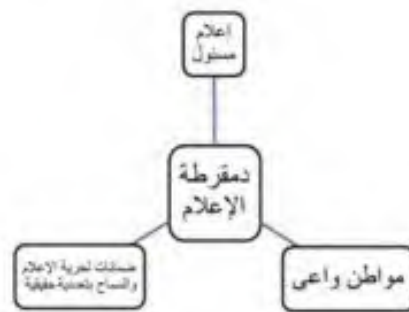 اعلام
مسئول
دمقرطة
الإعلام
ضمانات لحرية الإعلام
والسماح بتعددية حقيقية
مواطن واعى